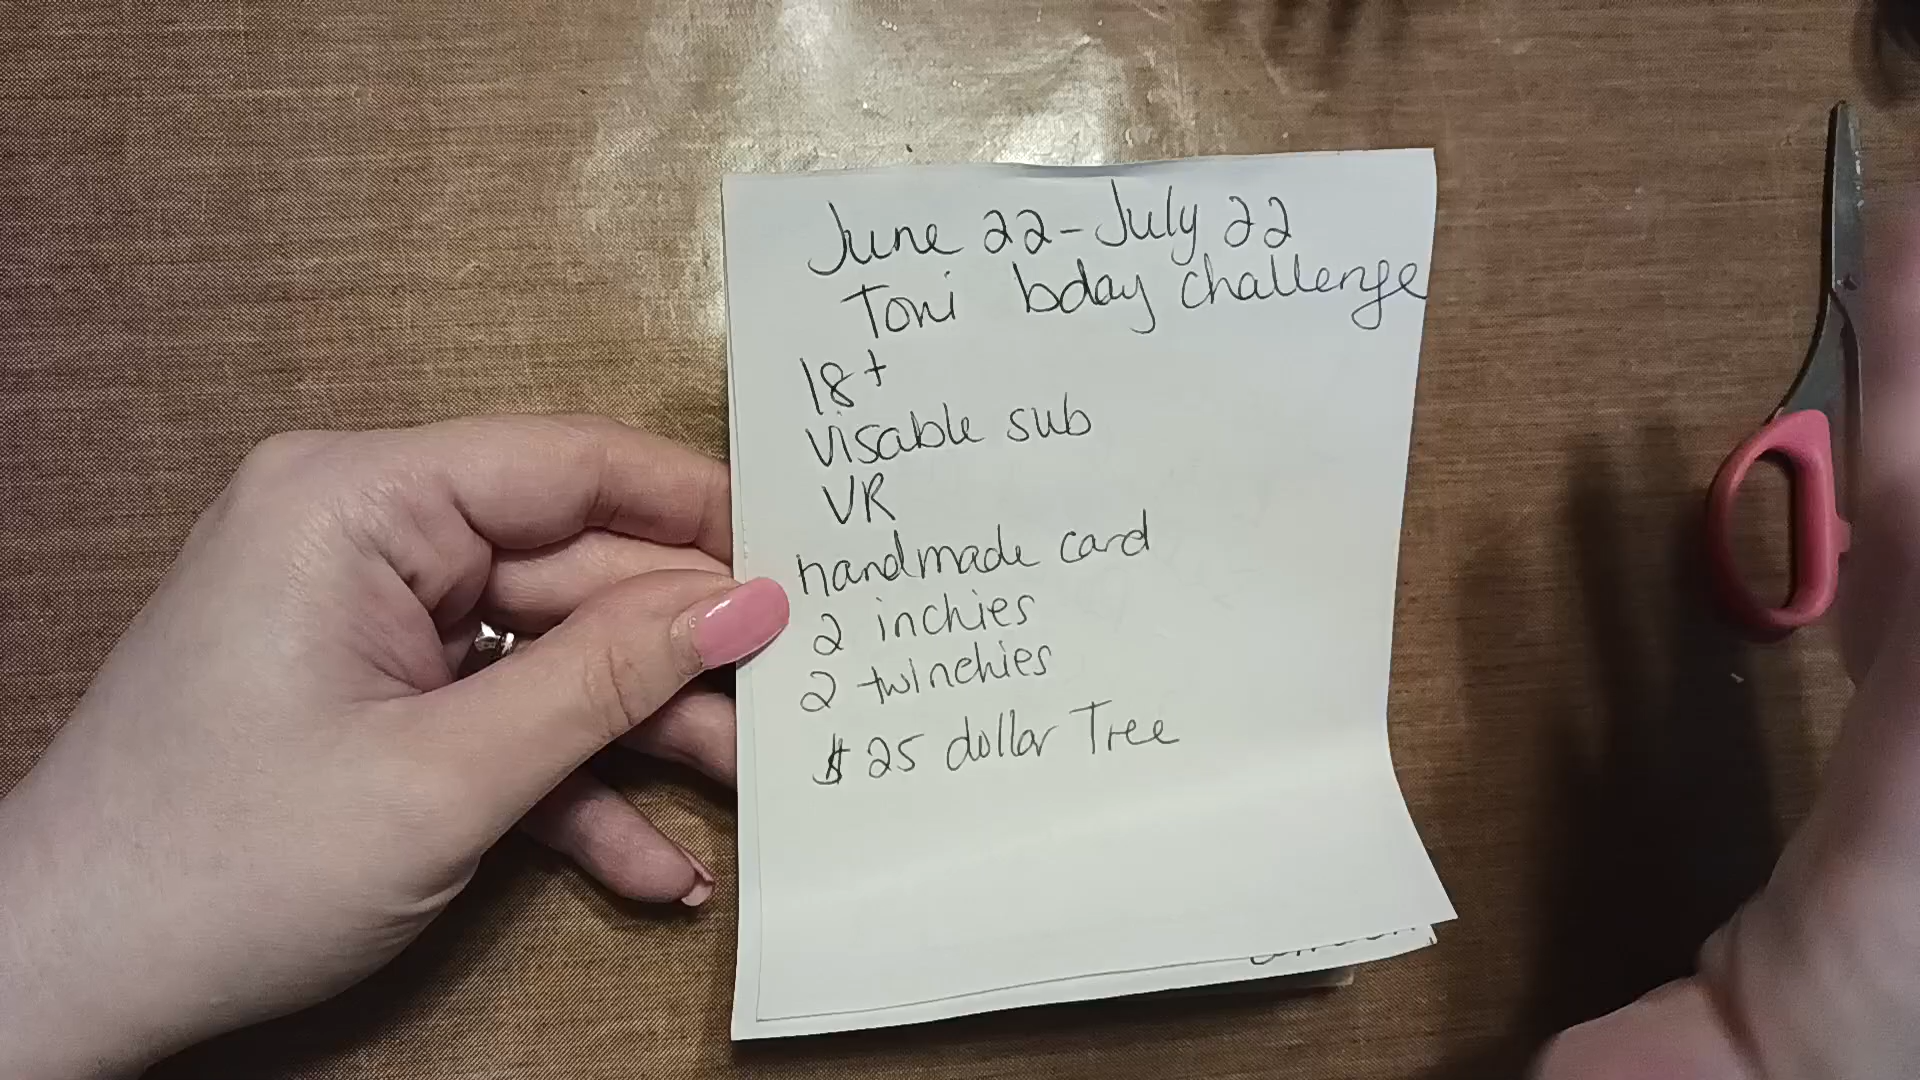 June 22-July 22
Toni bday challenge
18+
visable sub
VR
handmade card
2 inchies
2 twinchies
$25 dollar Tree